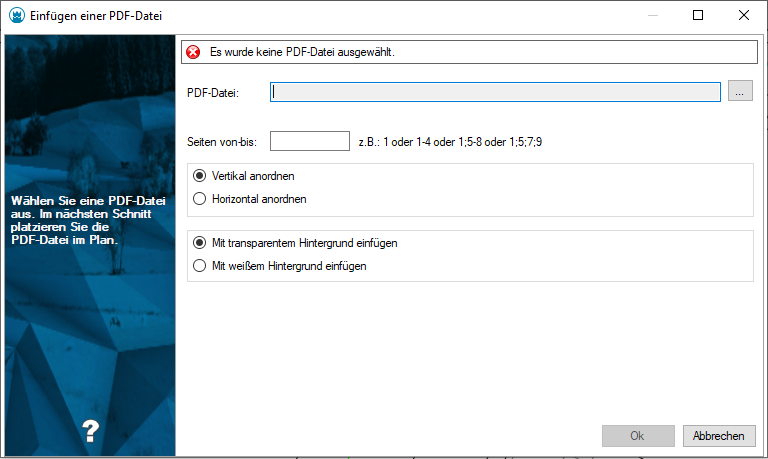 Einfügen einer PDF-Datei
Es wurde keine PDF-Datei ausgewählt.
PDF-Datei:
...
Seiten von-bis:
z.B.: 1 oder 1-4 oder 1;5-8 oder 1;5;7;9
Vertikal anordnen
Horizontal anordnen
Mit transparentem Hintergrund einfügen
Mit weißem Hintergrund einfügen
Wählen Sie eine PDF-Datei
aus. Im nächsten Schnitt
platzieren Sie die
PDF-Datei im Plan.
?
Ok
Abbrechen